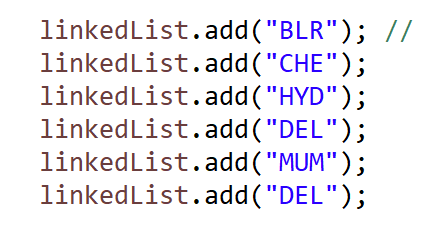 linkedList.add("BLR"); //
linkedList.add("CHE");
linkedList.add("HYD");
linkedList.add("DEL");
linkedList.add("MUM");
linkedList.add("DEL");